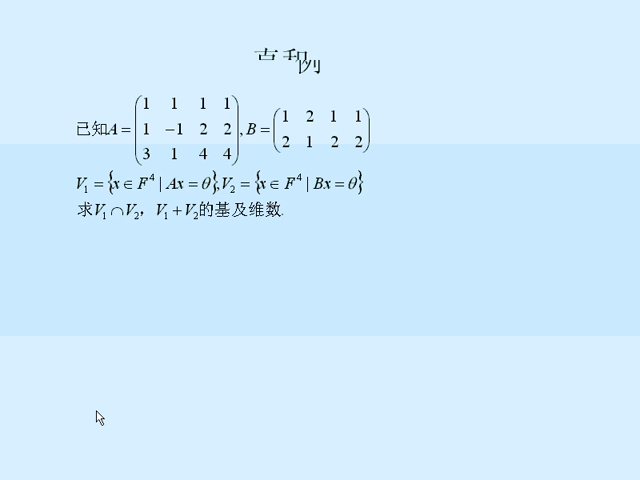 例
已知A = (1 1 1 1; 1 -1 2 2; 3 1 4 4), B = (1 2 1 1; 2 1 2 2)
V₁ = {x ∈ F⁴ | Ax = θ}, V₂ = {x ∈ F⁴ | Bx = θ}
求V₁ ∩ V₂，V₁ + V₂的基及维数.